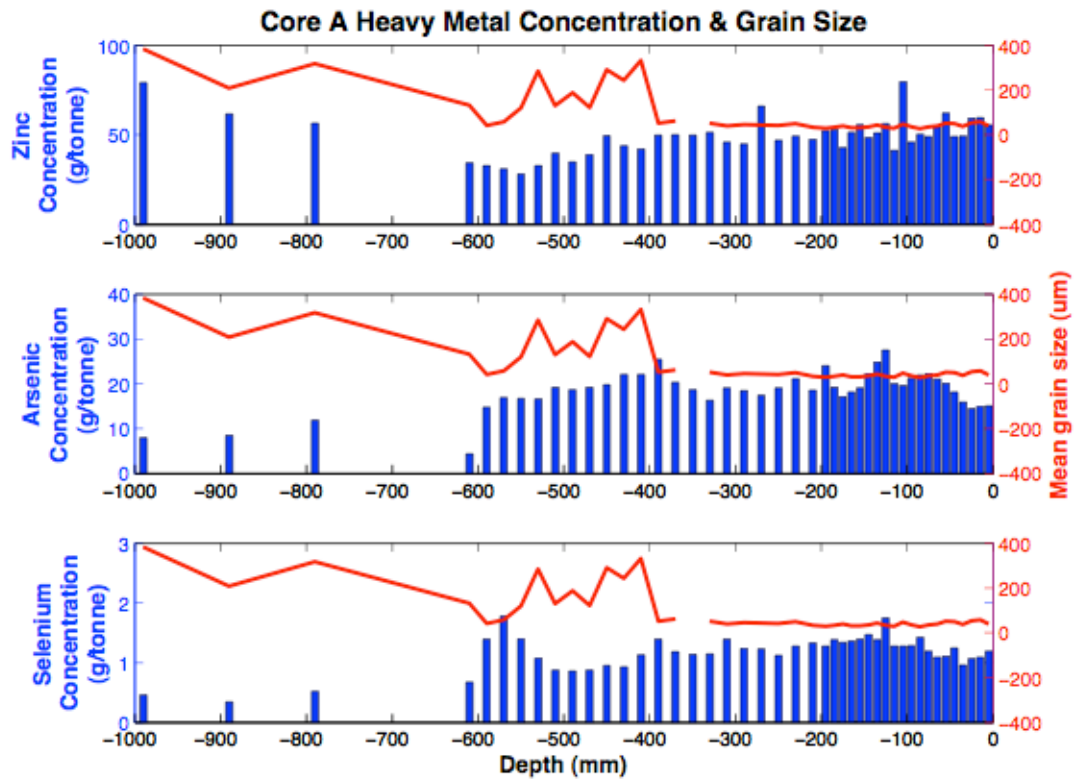 Core A Heavy Metal Concentration & Grain Size
Zinc
Concentration
(g/tonne)
100
50
0
400
200
0
−200
−400
−1000 −900 −800 −700 −600 −500 −400 −300 −200 −100 0
Arsenic
Concentration
(g/tonne)
40
30
20
10
0
400
200
0
−200
−400
Mean grain size (um)
−1000 −900 −800 −700 −600 −500 −400 −300 −200 −100 0
Selenium
Concentration
(g/tonne)
3
2
1
0
400
200
0
−200
−400
−1000 −900 −800 −700 −600 −500 −400 −300 −200 −100 0
Depth (mm)